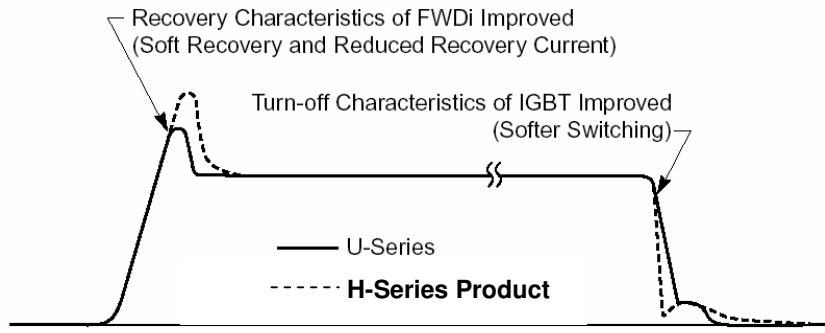 Recovery Characteristics of FWDi Improved
(Soft Recovery and Reduced Recovery Current)
Turn-off Characteristics of IGBT Improved
(Softer Switching)
U-Series
H-Series Product